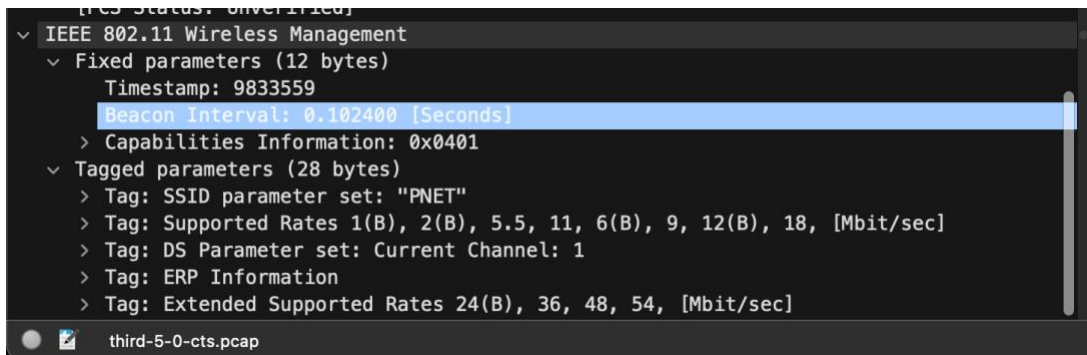 [FCS Status: Unverified]
IEEE 802.11 Wireless Management
Fixed parameters (12 bytes)
Timestamp: 9833559
Beacon Interval: 0.102400 [Seconds]
Capabilities Information: 0x0401
Tagged parameters (28 bytes)
Tag: SSID parameter set: "PNET"
Tag: Supported Rates 1(B), 2(B), 5.5, 11, 6(B), 9, 12(B), 18, [Mbit/sec]
Tag: DS Parameter set: Current Channel: 1
Tag: ERP Information
Tag: Extended Supported Rates 24(B), 36, 48, 54, [Mbit/sec]
third-5-0-cts.pcap